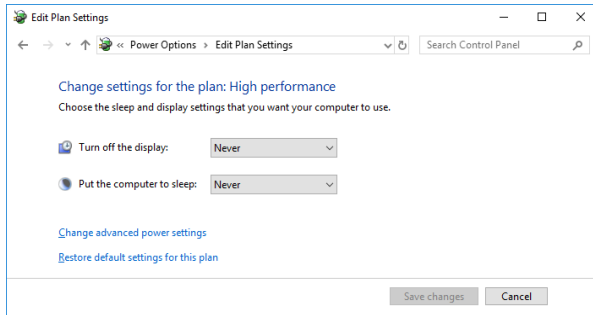 Edit Plan Settings
« Power Options > Edit Plan Settings
Search Control Panel
Change settings for the plan: High performance
Choose the sleep and display settings that you want your computer to use.
Turn off the display: Never
Put the computer to sleep: Never
Change advanced power settings
Restore default settings for this plan
Save changes Cancel